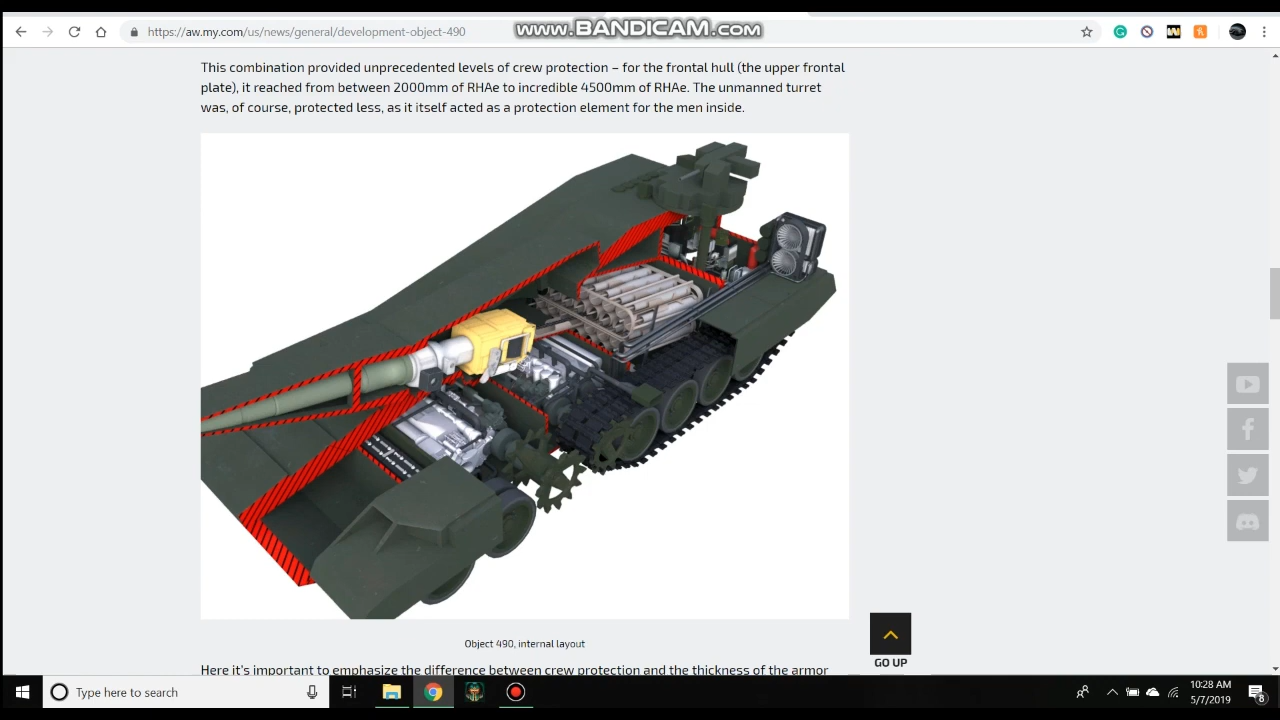 https://aw.my.com/us/news/general/development-object-490
www.BANDICAM.com
This combination provided unprecedented levels of crew protection – for the frontal hull (the upper frontal
plate), it reached from between 2000mm of RHAe to incredible 4500mm of RHAe. The unmanned turret
was, of course, protected less, as it itself acted as a protection element for the men inside.
Object 490, internal layout
GO UP
Here it's important to emphasize the difference between crew protection and the thickness of the armor
Type here to search
10:28 AM
5/7/2019
8